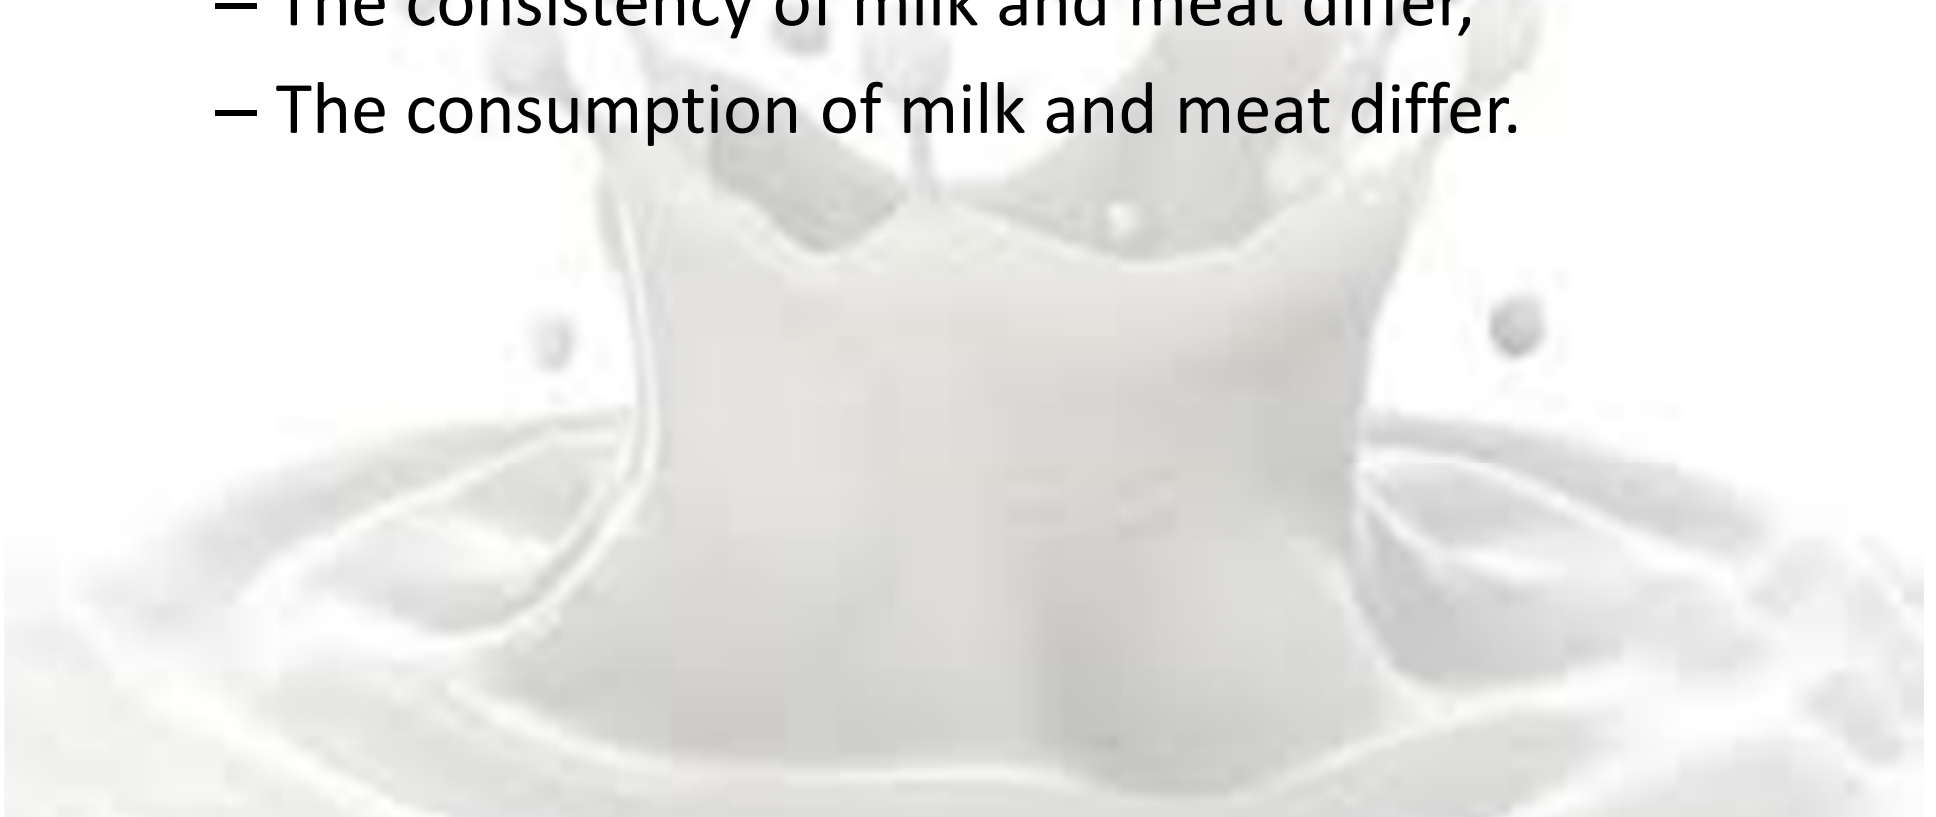 – The consistency of milk and meat differ,
– The consumption of milk and meat differ.